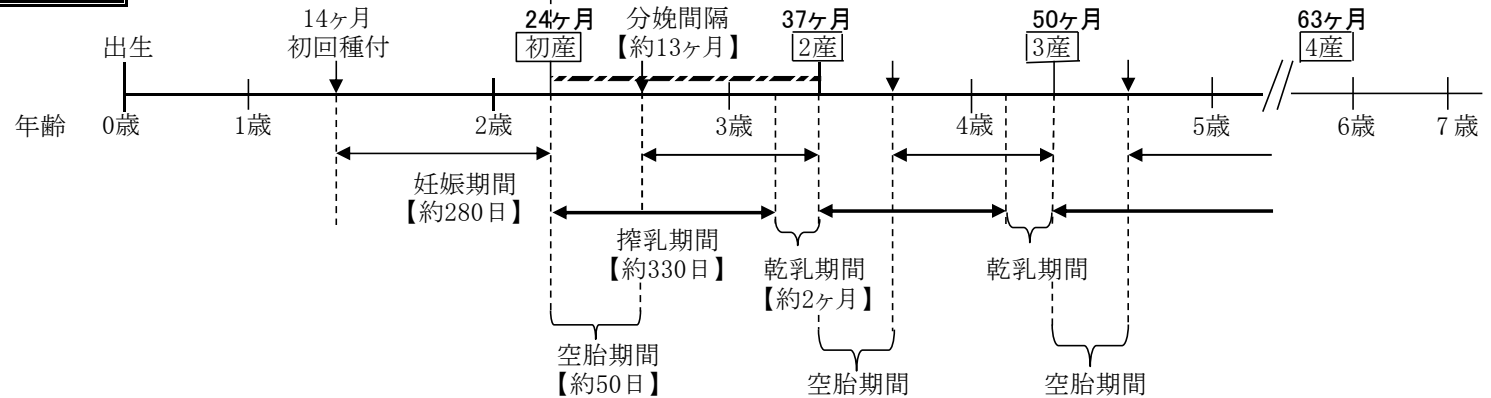 14ヶ月
初回種付
24ヶ月
初産
分娩間隔
【約13ヶ月】
37ヶ月
2産
50ヶ月
3産
63ヶ月
4産
出生
年齢 0歳 1歳 2歳 3歳 4歳 5歳 6歳 7歳
妊娠期間
【約280日】
搾乳期間
【約330日】
乾乳期間
【約2ヶ月】
乾乳期間
空胎期間
【約50日】
空胎期間
空胎期間